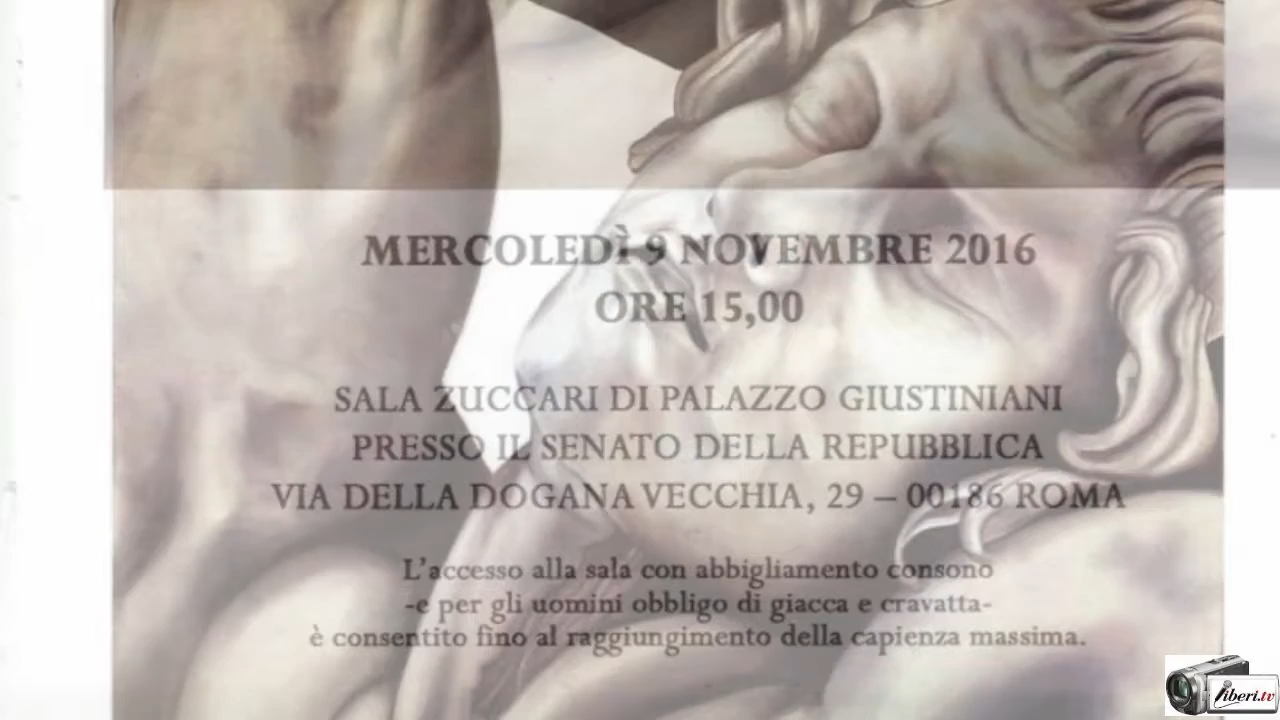 MERCOLEDÌ 9 NOVEMBRE 2016
ORE 15,00
SALA ZUCCARI DI PALAZZO GIUSTINIANI
PRESSO IL SENATO DELLA REPUBBLICA
VIA DELLA DOGANA VECCHIA, 29 – 00186 ROMA
L'accesso alla sala con abbigliamento consono
-e per gli uomini obbligo di giacca e cravatta-
è consentito fino al raggiungimento della capienza massima.
liberi.tv